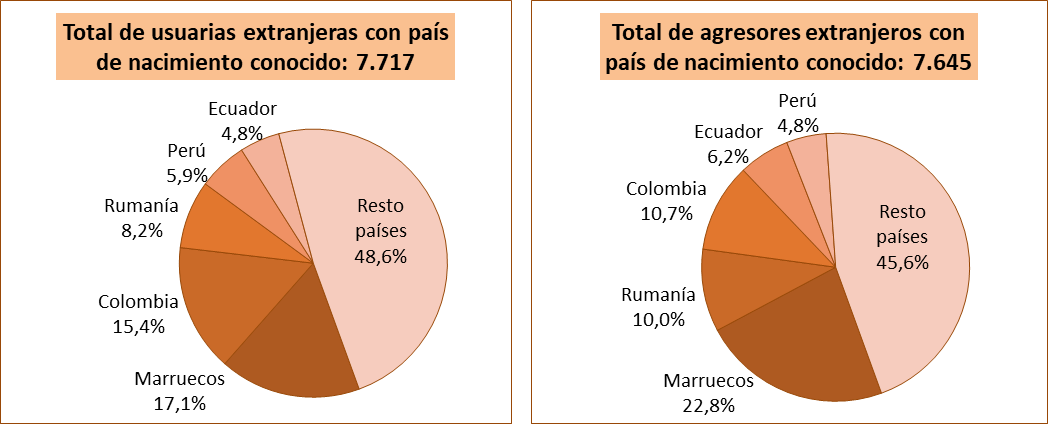 Total de usuarias extranjeras con país
de nacimiento conocido: 7.717
Ecuador
4,8%
Perú
5,9%
Rumanía
8,2%
Colombia
15,4%
Marruecos
17,1%
Resto
países
48,6%
Total de agresores extranjeros con
país de nacimiento conocido: 7.645
Perú
4,8%
Ecuador
6,2%
Colombia
10,7%
Rumanía
10,0%
Marruecos
22,8%
Resto
países
45,6%